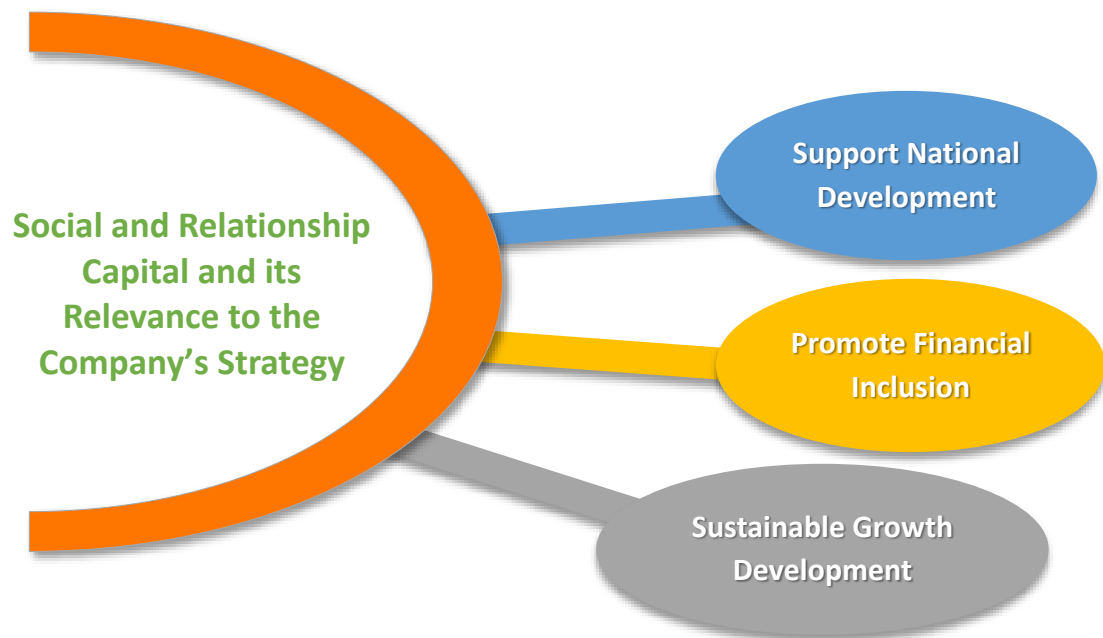 Social and Relationship
Capital and its
Relevance to the
Company’s Strategy
Support National
Development
Promote Financial
Inclusion
Sustainable Growth
Development